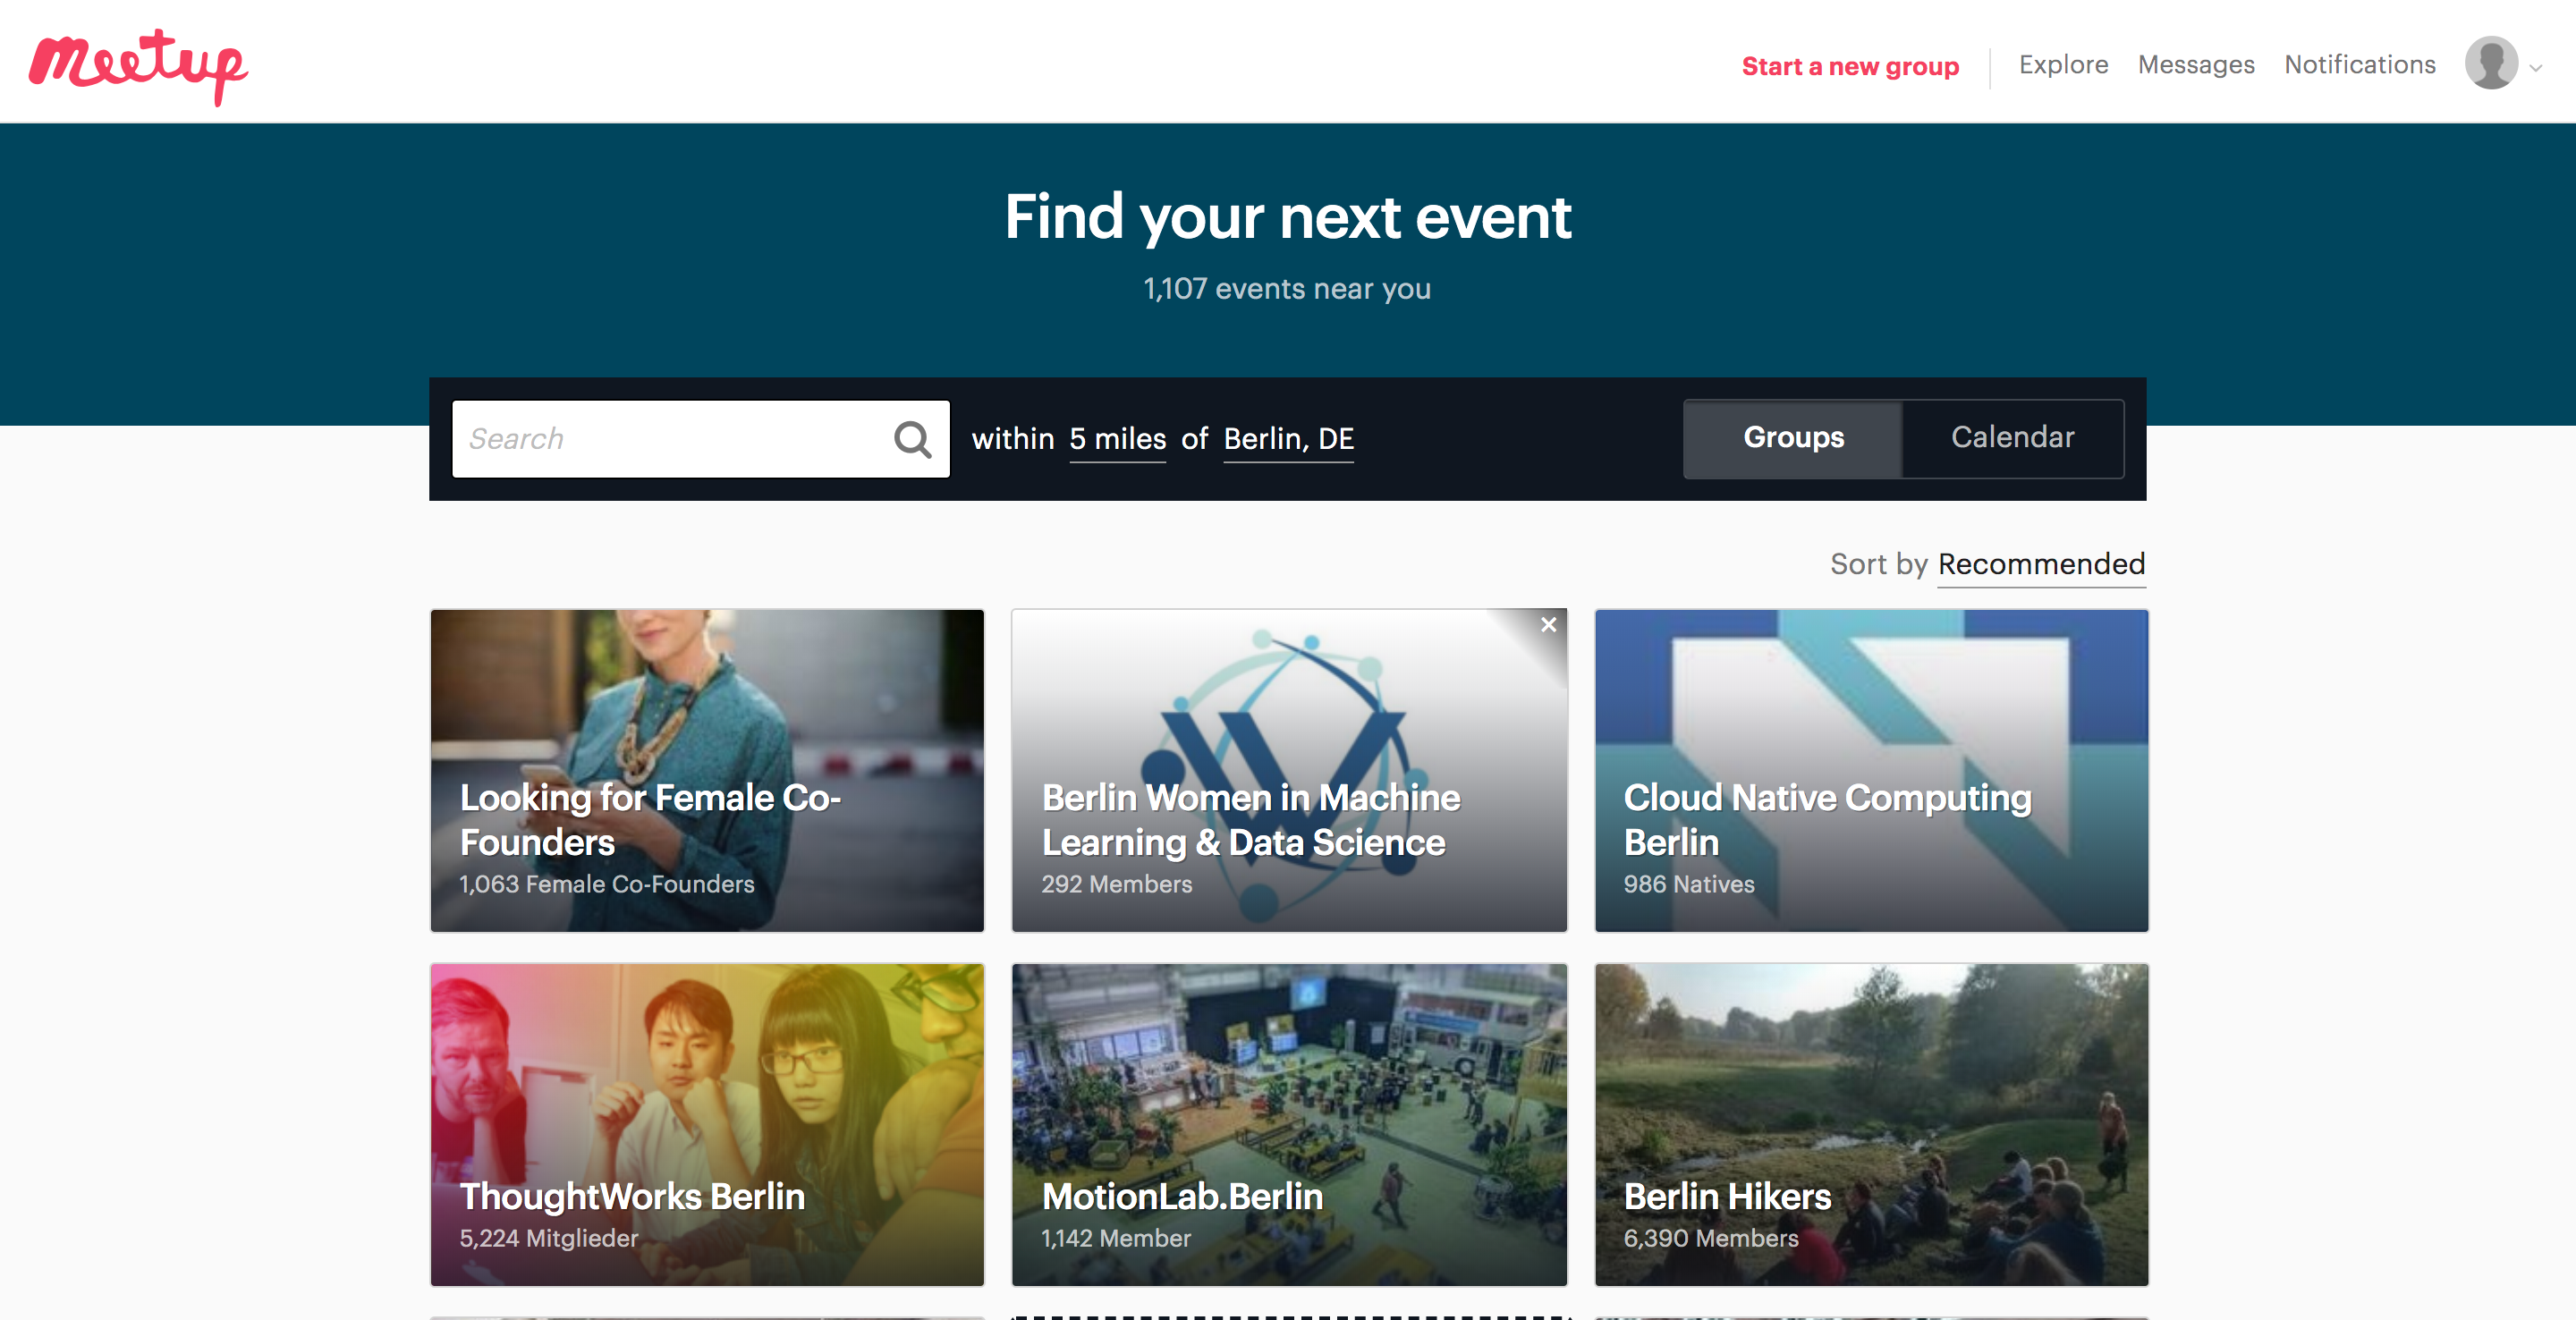 meetup
Start a new group
Explore
Messages
Notifications
Find your next event
1,107 events near you
Search
within 5 miles of Berlin, DE
Groups
Calendar
Sort by Recommended
Looking for Female Co-
Founders
1,063 Female Co-Founders
Berlin Women in Machine
Learning & Data Science
292 Members
Cloud Native Computing
Berlin
986 Natives
ThoughtWorks Berlin
5,224 Mitglieder
MotionLab.Berlin
1,142 Member
Berlin Hikers
6,390 Members